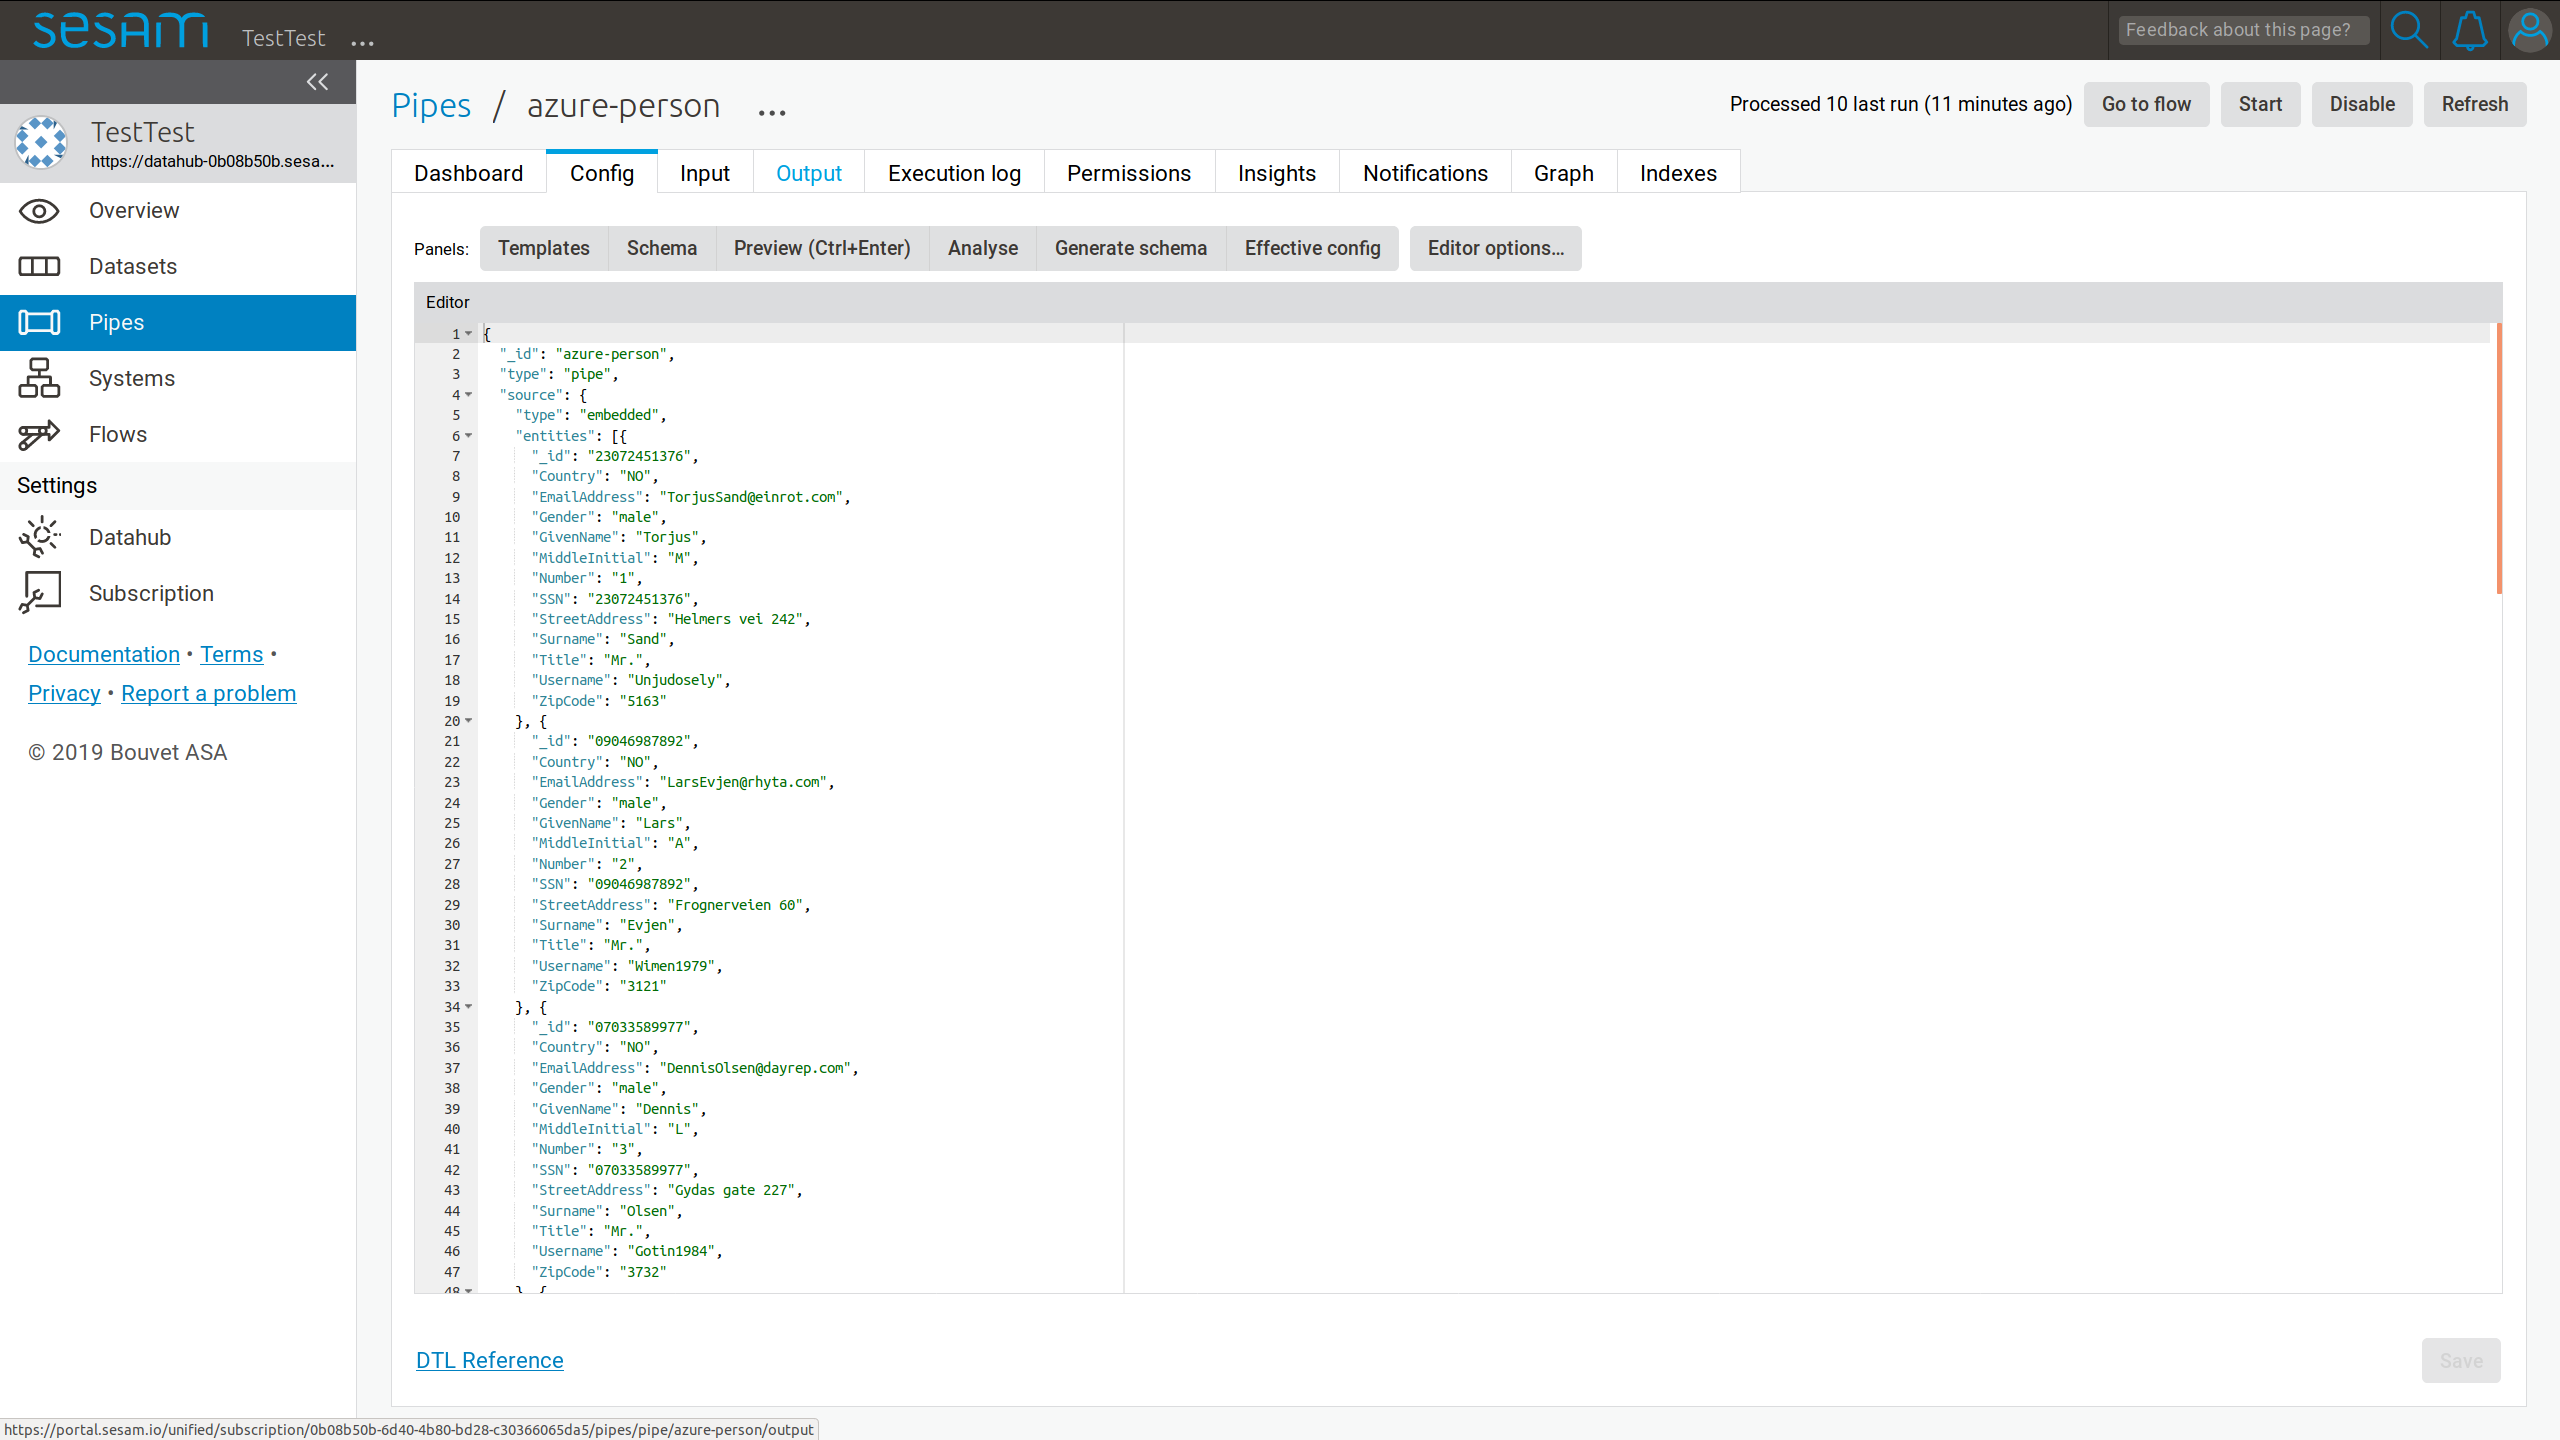 sesam TestTest ...
Feedback about this page?
TestTest
https://datahub-0b08b50b.sesa...
Overview
Datasets
Pipes
Systems
Flows
Settings
Datahub
Subscription
Documentation • Terms •
Privacy • Report a problem
© 2019 Bouvet ASA
Pipes / azure-person ...
Processed 10 last run (11 minutes ago) Go to flow Start Disable Refresh
Dashboard Config Input Output Execution log Permissions Insights Notifications Graph Indexes
Panels: Templates Schema Preview (Ctrl+Enter) Analyse Generate schema Effective config Editor options...
Editor
1 {
2 "_id": "azure-person",
3 "type": "pipe",
4 "source": {
5 "type": "embedded",
6 "entities": [{
7 "_id": "23072451376",
8 "Country": "NO",
9 "EmailAddress": "TorjusSand@einrot.com",
10 "Gender": "male",
11 "GivenName": "Torjus",
12 "MiddleInitial": "M",
13 "Number": "1",
14 "SSN": "23072451376",
15 "StreetAddress": "Helmers vei 242",
16 "Surname": "Sand",
17 "Title": "Mr.",
18 "Username": "Unjudosely",
19 "ZipCode": "5163"
20 }, {
21 "_id": "09046987892",
22 "Country": "NO",
23 "EmailAddress": "LarsEvjen@rhyta.com",
24 "Gender": "male",
25 "GivenName": "Lars",
26 "MiddleInitial": "A",
27 "Number": "2",
28 "SSN": "09046987892",
29 "StreetAddress": "Frognerveien 60",
30 "Surname": "Evjen",
31 "Title": "Mr.",
32 "Username": "Wimen1979",
33 "ZipCode": "3121"
34 }, {
35 "_id": "07033589977",
36 "Country": "NO",
37 "EmailAddress": "DennisOlsen@dayrep.com",
38 "Gender": "male",
39 "GivenName": "Dennis",
40 "MiddleInitial": "L",
41 "Number": "3",
42 "SSN": "07033589977",
43 "StreetAddress": "Gydas gate 227",
44 "Surname": "Olsen",
45 "Title": "Mr.",
46 "Username": "Gotin1984",
47 "ZipCode": "3732"
48 }, {
DTL Reference
Save
https://portal.sesam.io/unified/subscription/0b08b50b-6d40-4b80-bd28-c30366065da5/pipes/pipe/azure-person/output